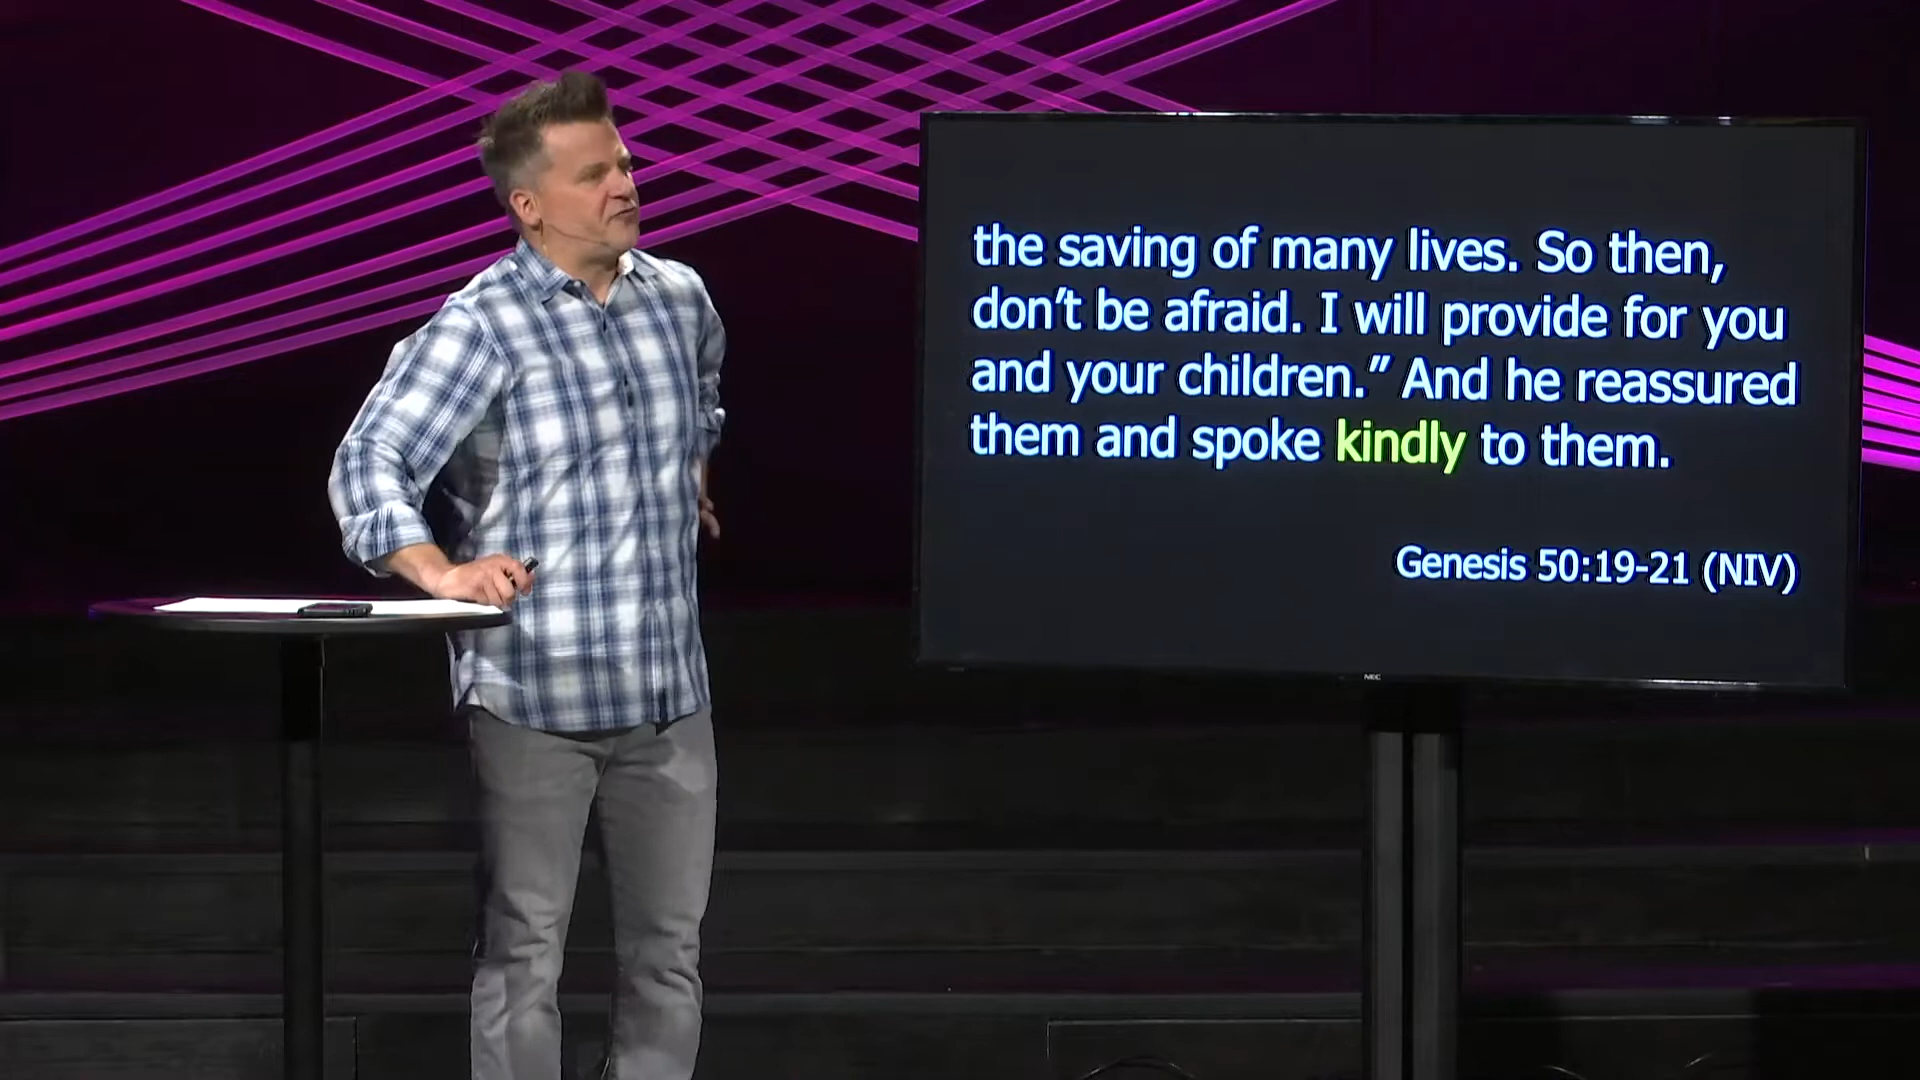 the saving of many lives. So then,
don’t be afraid. I will provide for you
and your children.” And he reassured
them and spoke kindly to them.
Genesis 50:19-21 (NIV)
NEC